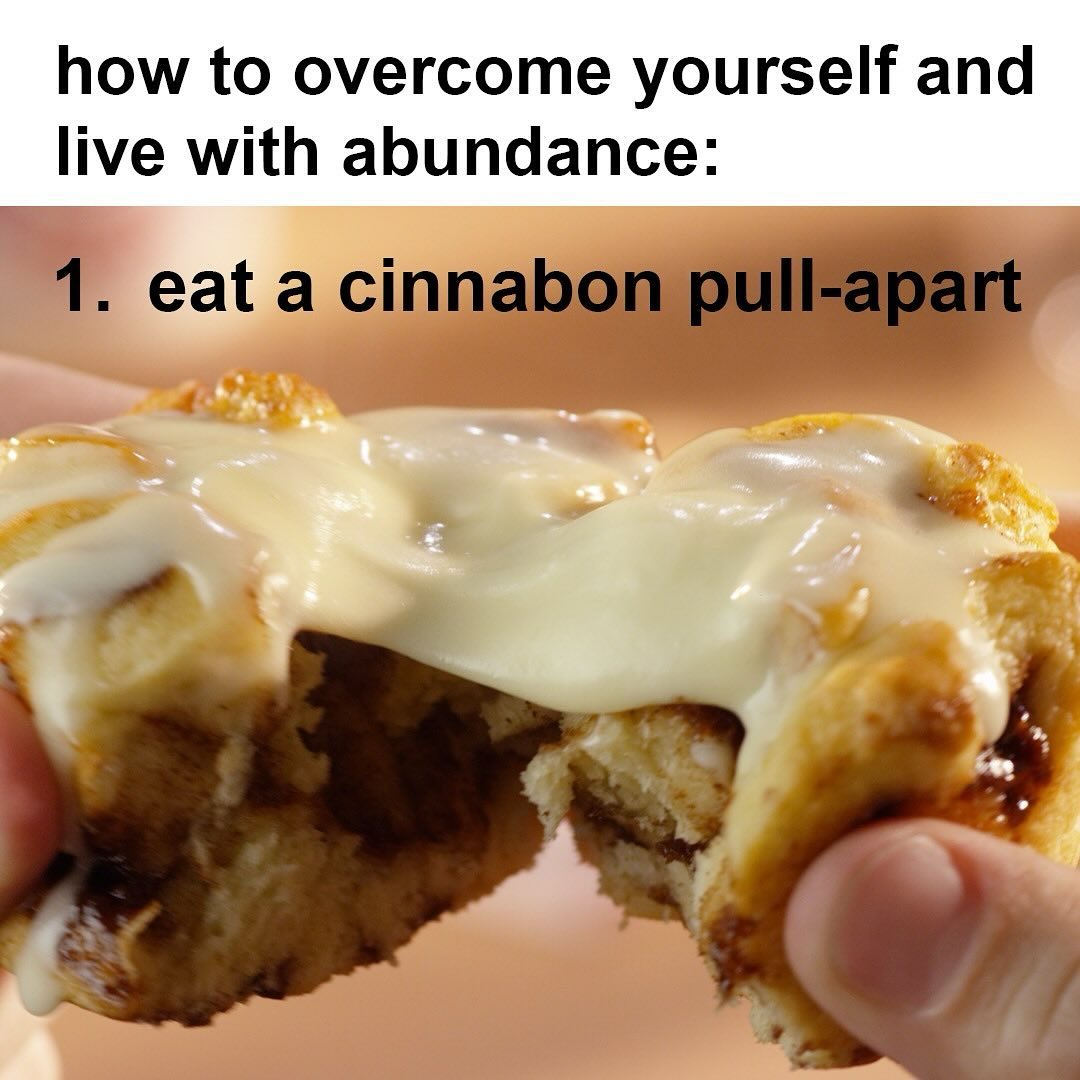 how to overcome yourself and
live with abundance:
1. eat a cinnabon pull-apart